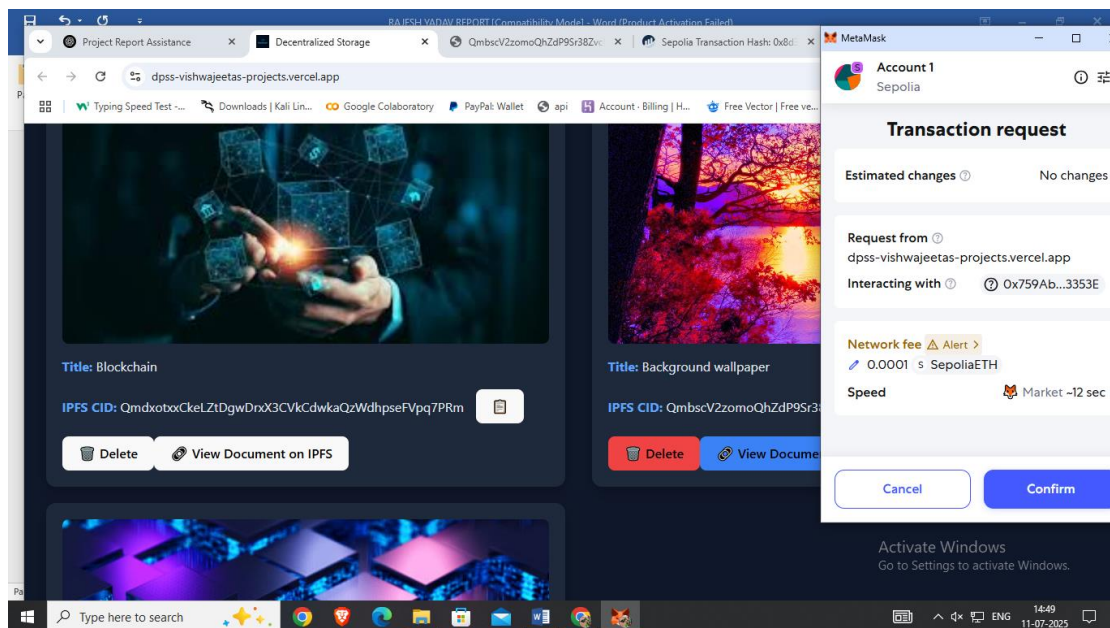 RAJESH YADAV REPORT [Compatibility Mode] - Word (Product Activation Failed)
Project Report Assistance
Decentralized Storage
QmbscV2zomoQhZdP9Sr38Zvc
Sepolia Transaction Hash: 0x8d
dpss-vishwajeetas-projects.vercel.app
Typing Speed Test -...
Downloads | Kali Lin...
Google Colaboratory
PayPal: Wallet
api
Account - Billing | H...
Free Vector | Free ve...
Title: Blockchain
IPFS CID: QmdxotxxCkeLZtDgwDrxX3CVkCdwkaQzWdhpseFVpq7PRm
Delete
View Document on IPFS
Title: Background wallpaper
IPFS CID: QmbscV2zomoQhZdP9Sr3
Delete
View Docume
MetaMask
S
Account 1
Sepolia
Transaction request
Estimated changes
No changes
Request from
dpss-vishwajeetas-projects.vercel.app
Interacting with
0x759Ab...3353E
Network fee
Alert >
0.0001
S SepoliaETH
Speed
Market ~12 sec
Cancel
Confirm
Activate Windows
Go to Settings to activate Windows.
Type here to search
ENG
14:49
11-07-2025